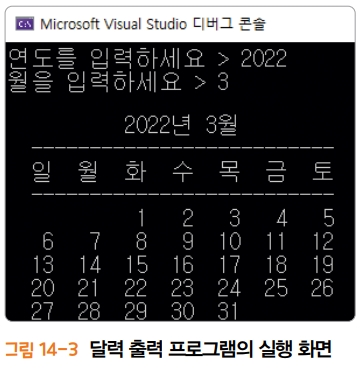 Microsoft Visual Studio 디버그 콘솔
연도를 입력하세요 > 2022
월을 입력하세요 > 3
2022년 3월
---------------------------------
일 월 화 수 목 금 토
---------------------------------
1 2 3 4 5
6 7 8 9 10 11 12
13 14 15 16 17 18 19
20 21 22 23 24 25 26
27 28 29 30 31
그림 14-3 달력 출력 프로그램의 실행 화면